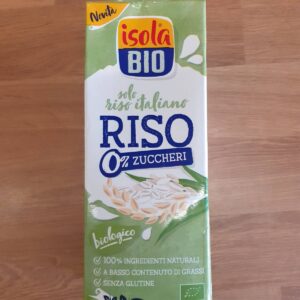 Novità
isola
BIO
solo
riso italiano
RISO
0% ZUCCHERI
biologico
100% INGREDIENTI NATURALI
A BASSO CONTENUTO DI GRASSI
SENZA GLUTINE